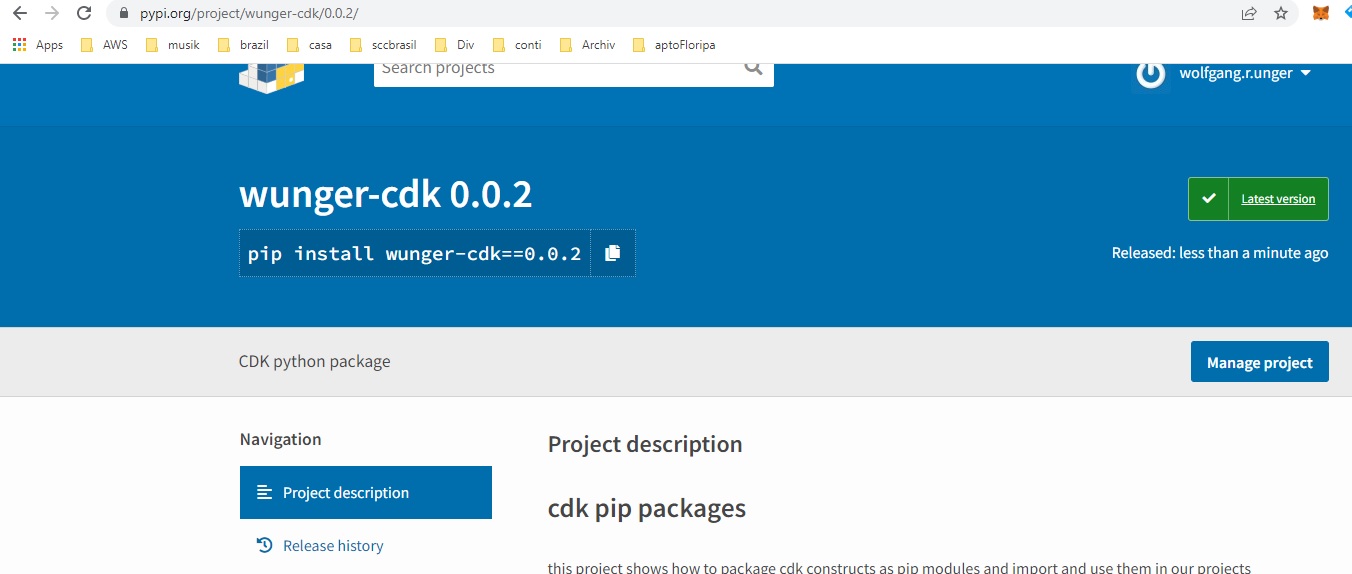 pypi.org/project/wunger-cdk/0.0.2/
Apps AWS musik brazil casa sccbrasil Div conti Archiv aptoFloripa
Search projects
wolfgang.r.unger
wunger-cdk 0.0.2
Latest version
pip install wunger-cdk==0.0.2
Released: less than a minute ago
CDK python package
Manage project
Navigation
Project description
Release history
Project description
cdk pip packages
this project shows how to package cdk constructs as pip modules and import and use them in our projects